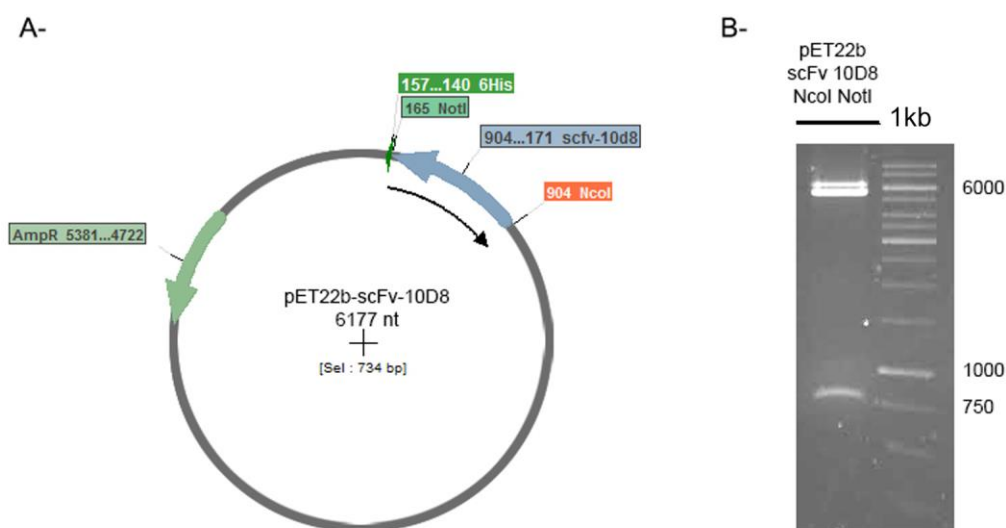 A-
157...140 6His
165 NotI
904...171 scfv-10d8
904 NcoI
AmpR 5381...4722
pET22b-scFv-10D8
6177 nt
[Sel : 734 bp]
B-
pET22b
scFv 10D8
NcoI NotI
1kb
6000
1000
750